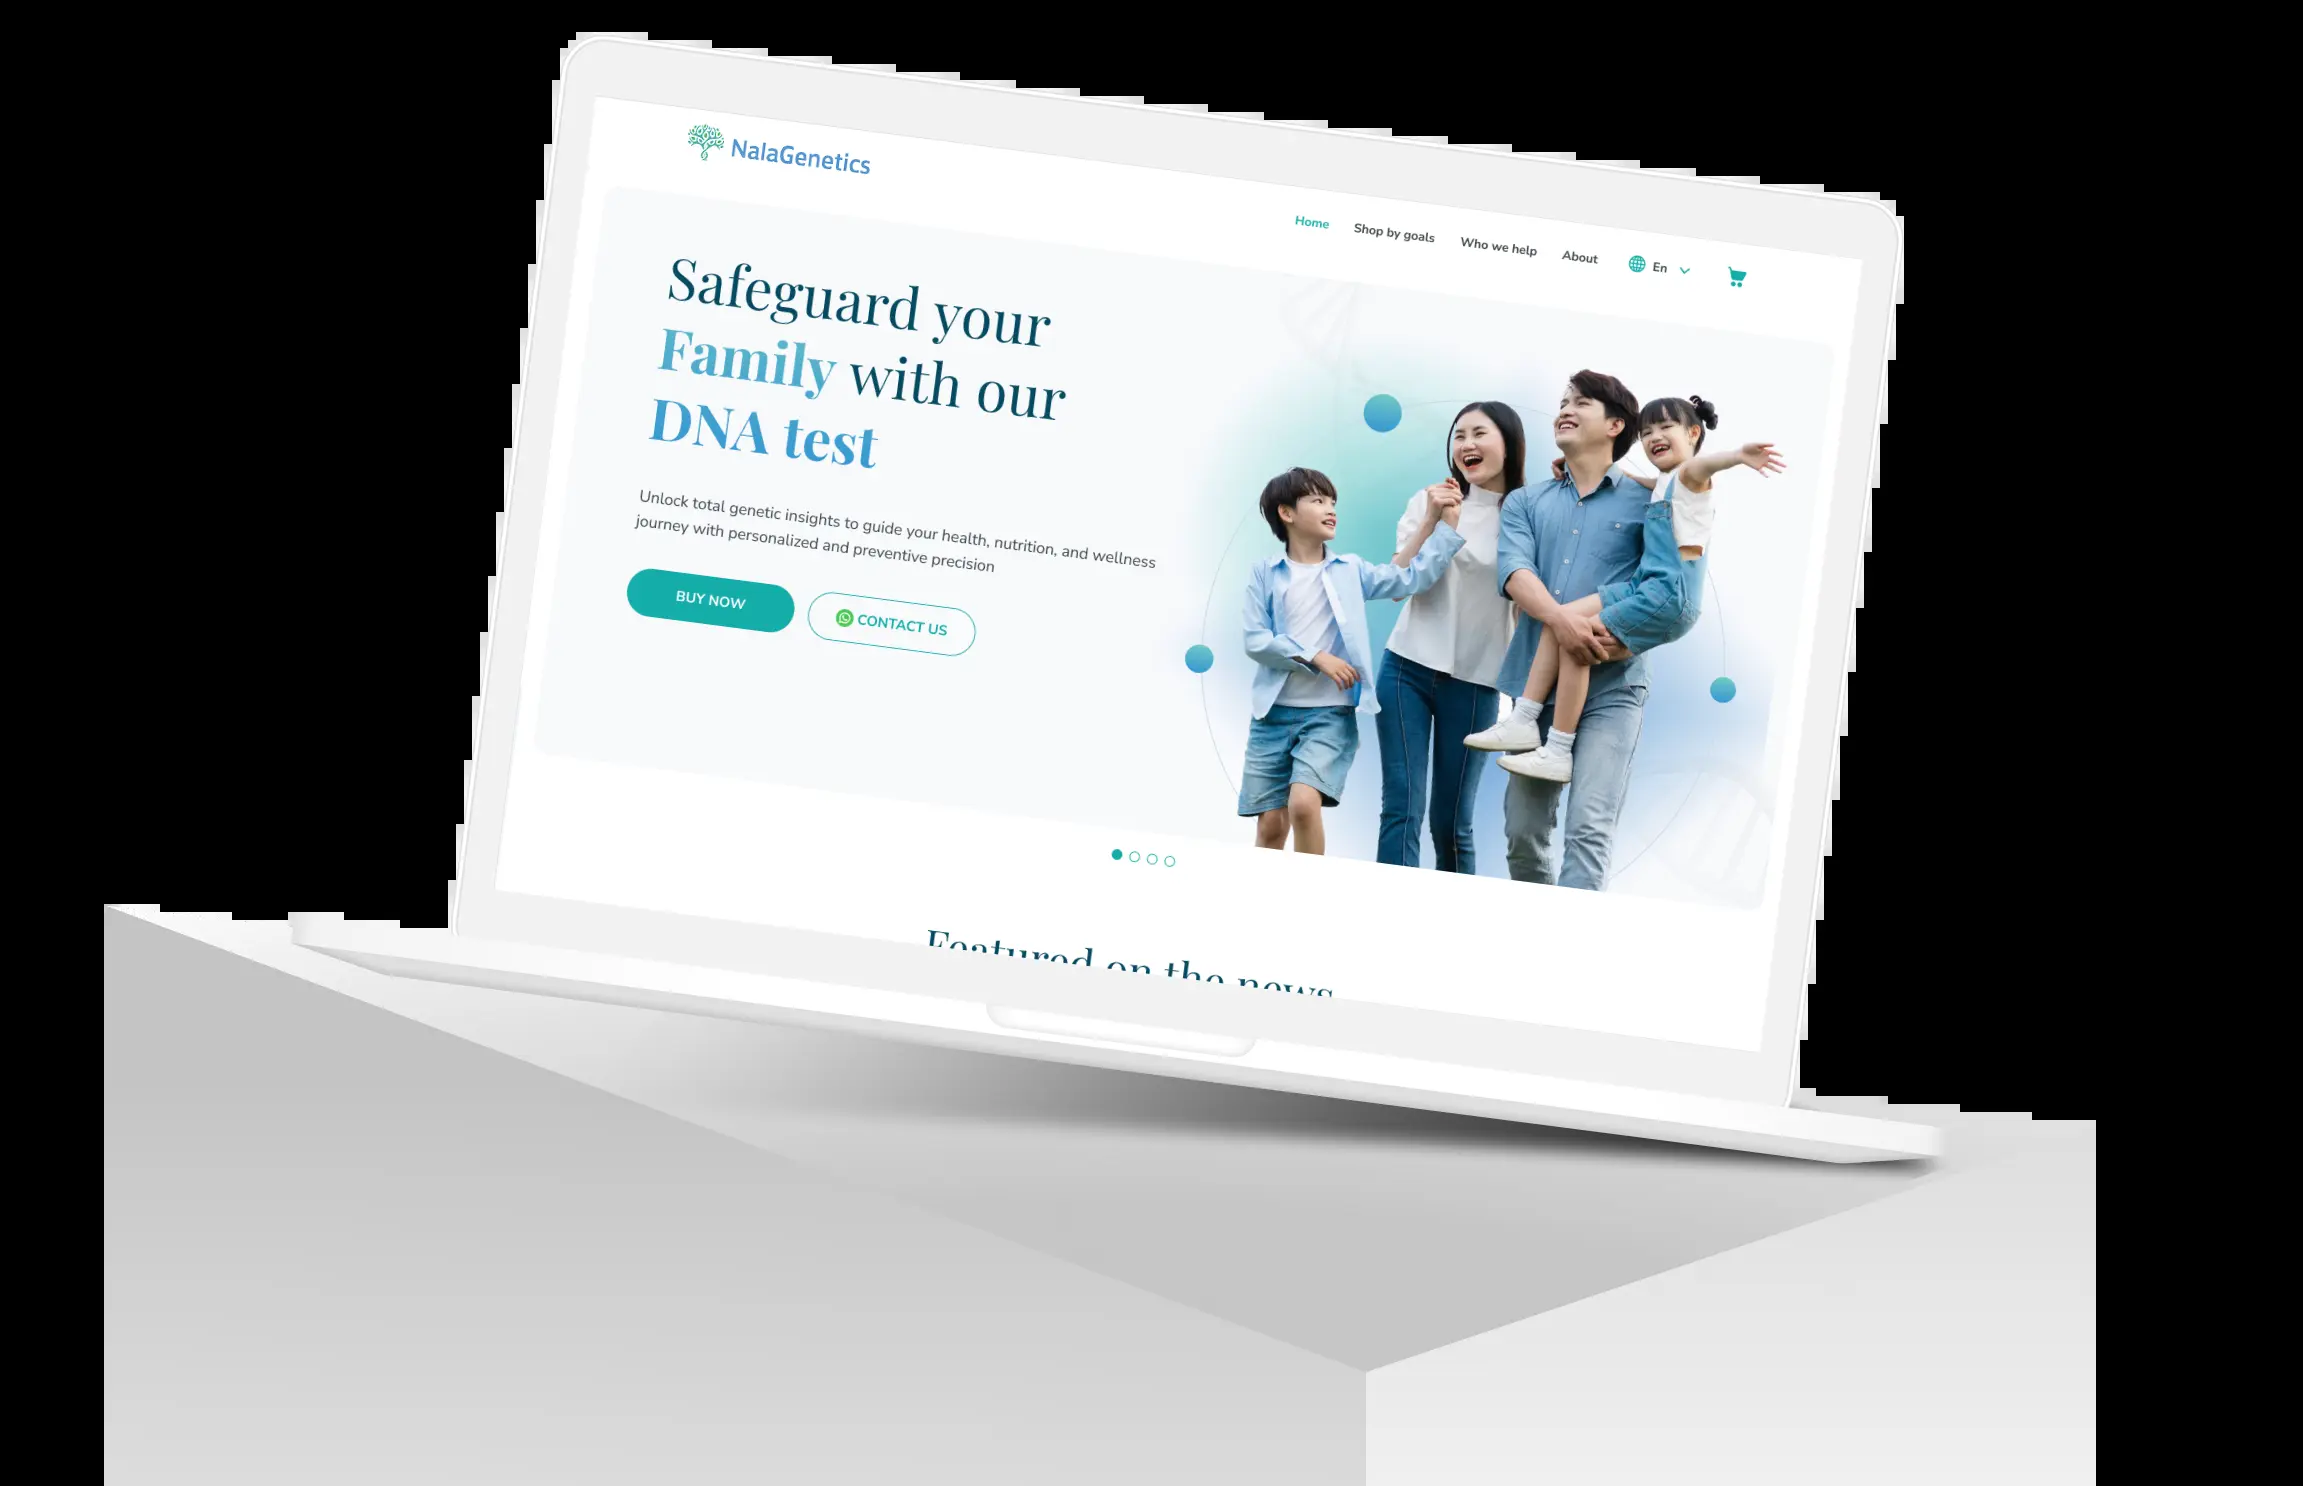 NalaGenetics
Home
Shop by goals
Who we help
About
En
Safeguard your
Family with our
DNA test
Unlock total genetic insights to guide your health, nutrition, and wellness
journey with personalized and preventive precision
BUY NOW
CONTACT US
Featured on the news